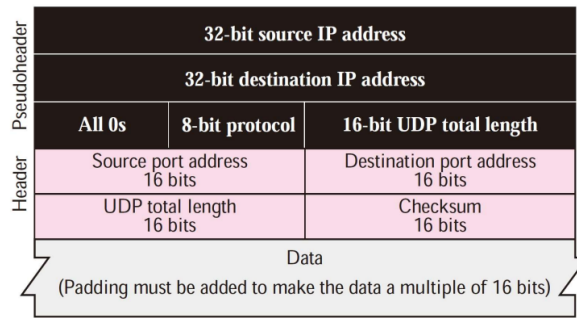 Pseudoheader
32-bit source IP address
32-bit destination IP address
All 0s
8-bit protocol
16-bit UDP total length
Header
Source port address
16 bits
Destination port address
16 bits
UDP total length
16 bits
Checksum
16 bits
Data
(Padding must be added to make the data a multiple of 16 bits)